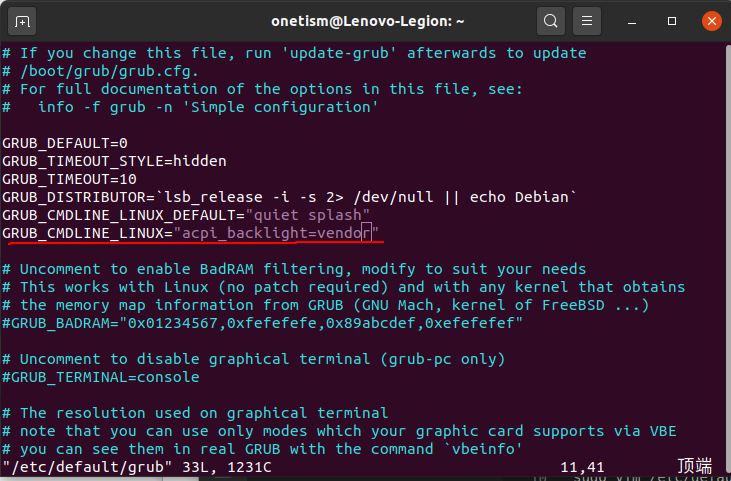 onetism@Lenovo-Legion: ~
# If you change this file, run 'update-grub' afterwards to update
# /boot/grub/grub.cfg.
# For full documentation of the options in this file, see:
#   info -f grub -n 'Simple configuration'
GRUB_DEFAULT=0
GRUB_TIMEOUT_STYLE=hidden
GRUB_TIMEOUT=10
GRUB_DISTRIBUTOR=`lsb_release -i -s 2> /dev/null || echo Debian`
GRUB_CMDLINE_LINUX_DEFAULT="quiet splash"
GRUB_CMDLINE_LINUX="acpi_backlight=vendor"
# Uncomment to enable BadRAM filtering, modify to suit your needs
# This works with Linux (no patch required) and with any kernel that obtains
# the memory map information from GRUB (GNU Mach, kernel of FreeBSD ...)
#GRUB_BADRAM="0x01234567,0xfefefefe,0x89abcdef,0xefefefef"
# Uncomment to disable graphical terminal (grub-pc only)
#GRUB_TERMINAL=console
# The resolution used on graphical terminal
# note that you can use only modes which your graphic card supports via VBE
# you can see them in real GRUB with the command `vbeinfo'
"/etc/default/grub" 33L, 1231C 11,41 顶端